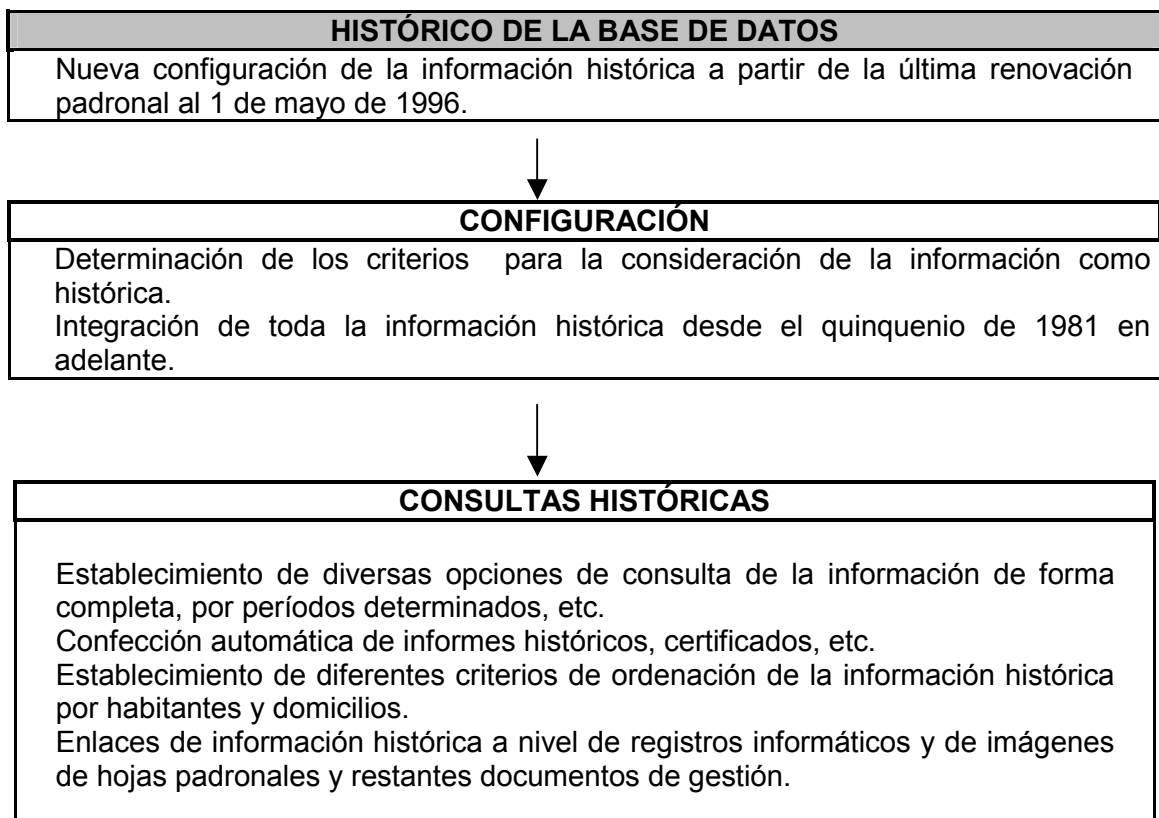 HISTÓRICO DE LA BASE DE DATOS
Nueva configuración de la información histórica a partir de la última renovación
padronal al 1 de mayo de 1996.
CONFIGURACIÓN
Determinación de los criterios para la consideración de la información como
histórica.
Integración de toda la información histórica desde el quinquenio de 1981 en
adelante.
CONSULTAS HISTÓRICAS
Establecimiento de diversas opciones de consulta de la información de forma
completa, por períodos determinados, etc.
Confección automática de informes históricos, certificados, etc.
Establecimiento de diferentes criterios de ordenación de la información histórica
por habitantes y domicilios.
Enlaces de información histórica a nivel de registros informáticos y de imágenes
de hojas padronales y restantes documentos de gestión.